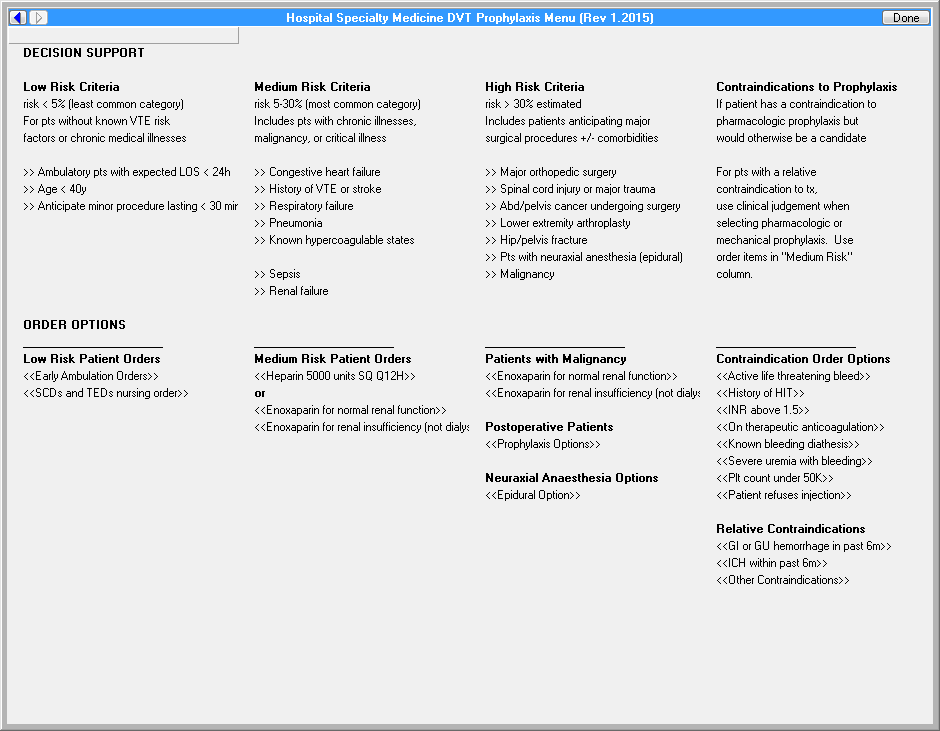 Hospital Specialty Medicine DVT Prophylaxis Menu (Rev 1.2015)
Done
DECISION SUPPORT
Low Risk Criteria
risk < 5% (least common category)
For pts without known VTE risk
factors or chronic medical illnesses
>> Ambulatory pts with expected LOS < 24h
>> Age < 40y
>> Anticipate minor procedure lasting < 30 mir
Medium Risk Criteria
risk 5-30% (most common category)
Includes pts with chronic illnesses,
malignancy, or critical illness
>> Congestive heart failure
>> History of VTE or stroke
>> Respiratory failure
>> Pneumonia
>> Known hypercoagulable states
>> Sepsis
>> Renal failure
High Risk Criteria
risk > 30% estimated
Includes patients anticipating major
surgical procedures +/- comorbidities
>> Major orthopedic surgery
>> Spinal cord injury or major trauma
>> Abd/pelvis cancer undergoing surgery
>> Lower extremity arthroplasty
>> Hip/pelvis fracture
>> Pts with neuraxial anesthesia (epidural)
>> Malignancy
Contraindications to Prophylaxis
If patient has a contraindication to
pharmacologic prophylaxis but
would otherwise be a candidate
For pts with a relative
contraindication to tx,
use clinical judgement when
selecting pharmacologic or
mechanical prophylaxis. Use
order items in "Medium Risk"
column.
ORDER OPTIONS
Low Risk Patient Orders
<<Early Ambulation Orders>>
<<SCDs and TEDs nursing order>>
Medium Risk Patient Orders
<<Heparin 5000 units SQ Q12H>>
or
<<Enoxaparin for normal renal function>>
<<Enoxaparin for renal insufficiency (not dialys
Patients with Malignancy
<<Enoxaparin for normal renal function>>
<<Enoxaparin for renal insufficiency (not dialys
Postoperative Patients
<<Prophylaxis Options>>
Neuraxial Anaesthesia Options
<<Epidural Option>>
Contraindication Order Options
<<Active life threatening bleed>>
<<History of HIT>>
<<INR above 1.5>>
<<On therapeutic anticoagulation>>
<<Known bleeding diathesis>>
<<Severe uremia with bleeding>>
<<Plt count under 50K>>
<<Patient refuses injection>>
Relative Contraindications
<<GI or GU hemorrhage in past 6m>>
<<ICH within past 6m>>
<<Other Contraindications>>